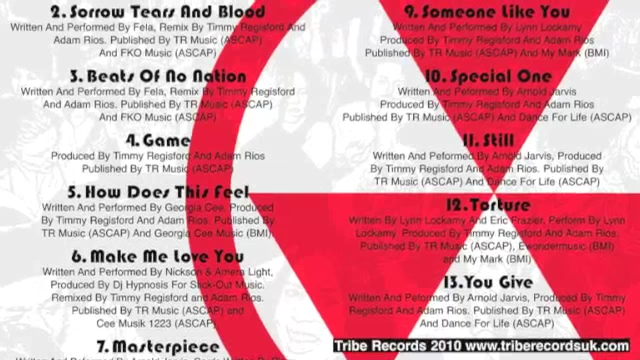 2. Sorrow Tears And Blood
Written And Performed By Fela, Remix By Timmy Regisford And
Adam Rios. Published By TR Music (ASCAP)
And FKO Music (ASCAP)
3. Beats Of No Nation
Written And Performed By Fela, Remix By Timmy Regisford
And Adam Rios. Published By TR Music (ASCAP)
And FKO Music (ASCAP)
4. Game
Produced By Timmy Regisford And Adam Rios
Published By TR Music (ASCAP)
5. How Does This Feel
Written And Peformed By Georgia Cee, Produced
By Timmy Regisford And Adam Rios. Published By
TR Music (ASCAP) And Georgia Cee Music (BMI)
6. Make Me Love You
Written And Performed By Nickson & Amera Light,
Produced By Dj Hypnosis For Slick-Out Music.
Remixed By Timmy Regisford and Adam Rios.
Published By TR Music (ASCAP) and
Cee Musik 1223 (ASCAP)
7. Masterpiece
9. Someone Like You
Written And Performed By Lynn Lockamy
Produced By Timmy Regisford And Adam Rios
Published By TR Music (ASCAP) And My Mark (BMI)
10. Special One
Written And Peformed By Arnold Jarvis
Produced By Timmy Regisford And Adam Rios
Published By TR Music (ASCAP) And Dance For Life (ASCAP)
11. Still
Written And Peformed By Arnold Jarvis, Produced
By Timmy Regisford And Adam Rios. Published By
TR Music (ASCAP) And Dance For Life (ASCAP)
12. Torture
Written By Lynn Lockamy And Eric Frazier, Perform By Lynn
Lockamy. Produced By Timmy Regisford And Adam Rios.
Published By TR Music (ASCAP), Ewondermusic (BMI)
and My Mark (BMI)
13. You Give
Written And Peformed By Arnold Jarvis, Produced By Timmy
Regisford And Adam Rios. Published By TR Music (ASCAP)
And Dance For Life (ASCAP)
Tribe Records 2010 www.triberecordsuk.com